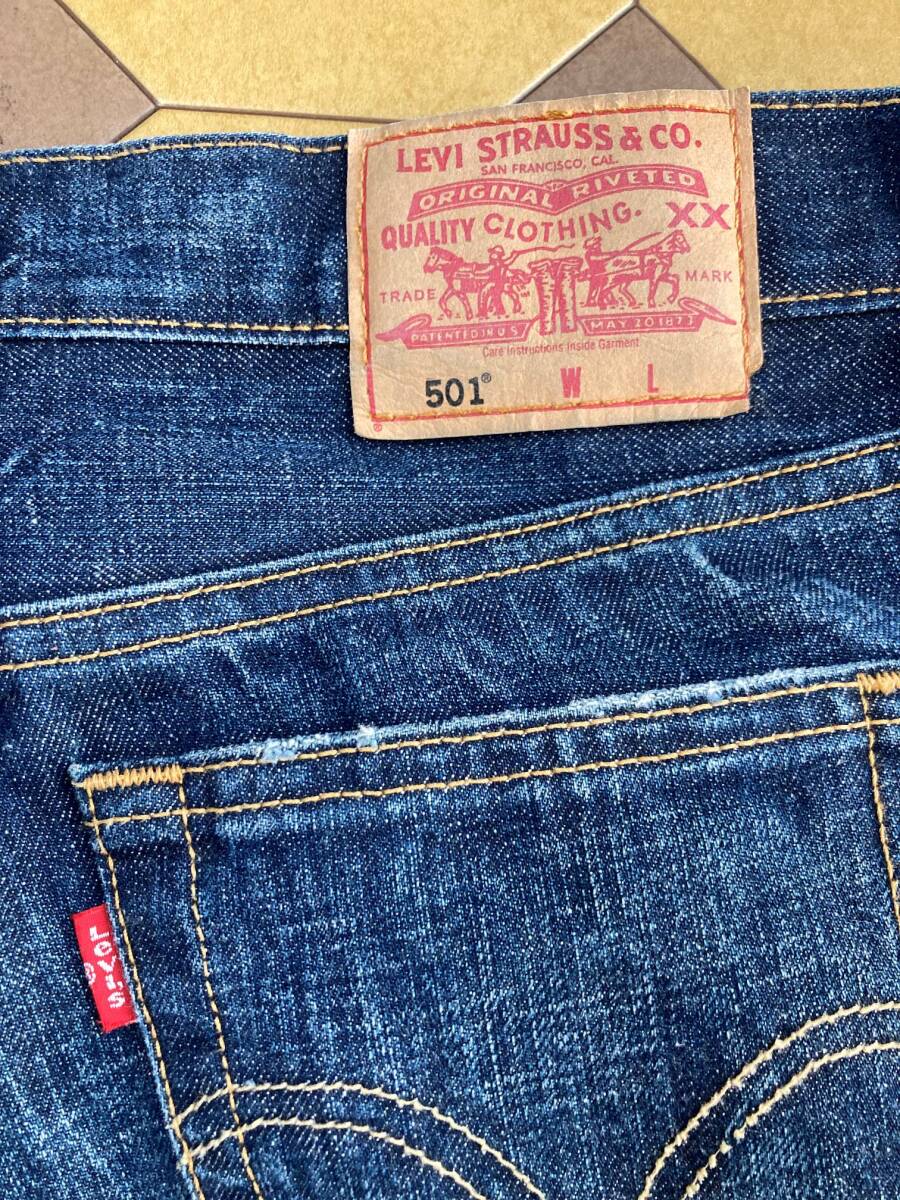 LEVI STRAUSS & CO.
SAN FRANCISCO, CAL.
ORIGINAL RIVETED
QUALITY CLOTHING. XX
TRADE MARK
PATENTED IN U S MAY 20 1873
Care Instructions Inside Garment
501® W L
®
LEVI'S
®